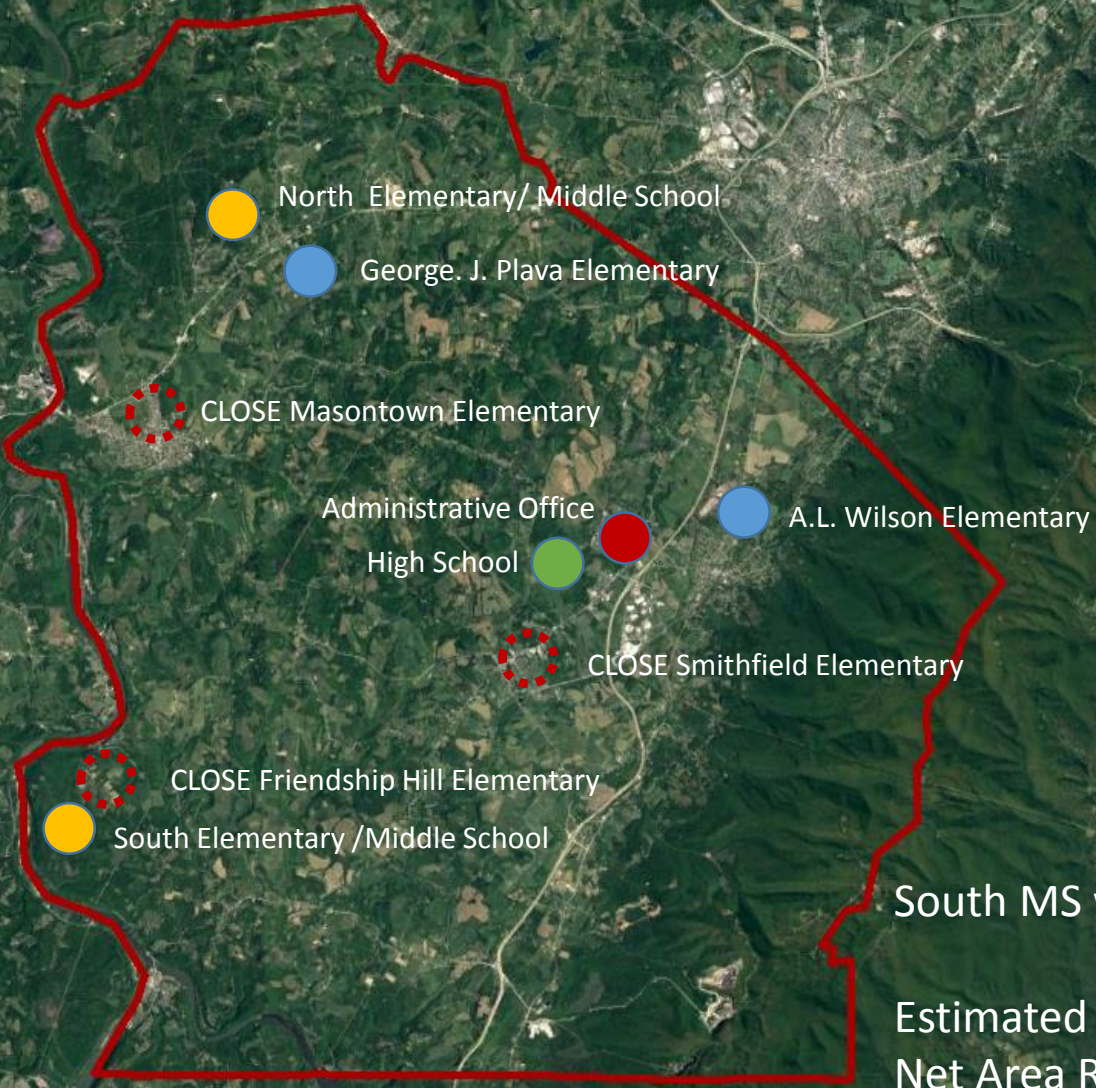 North Elementary/ Middle School
George. J. Plava Elementary
CLOSE Masontown Elementary
Administrative Office
A.L. Wilson Elementary
High School
CLOSE Smithfield Elementary
CLOSE Friendship Hill Elementary
South Elementary /Middle School
South MS
Estimated
Net Area